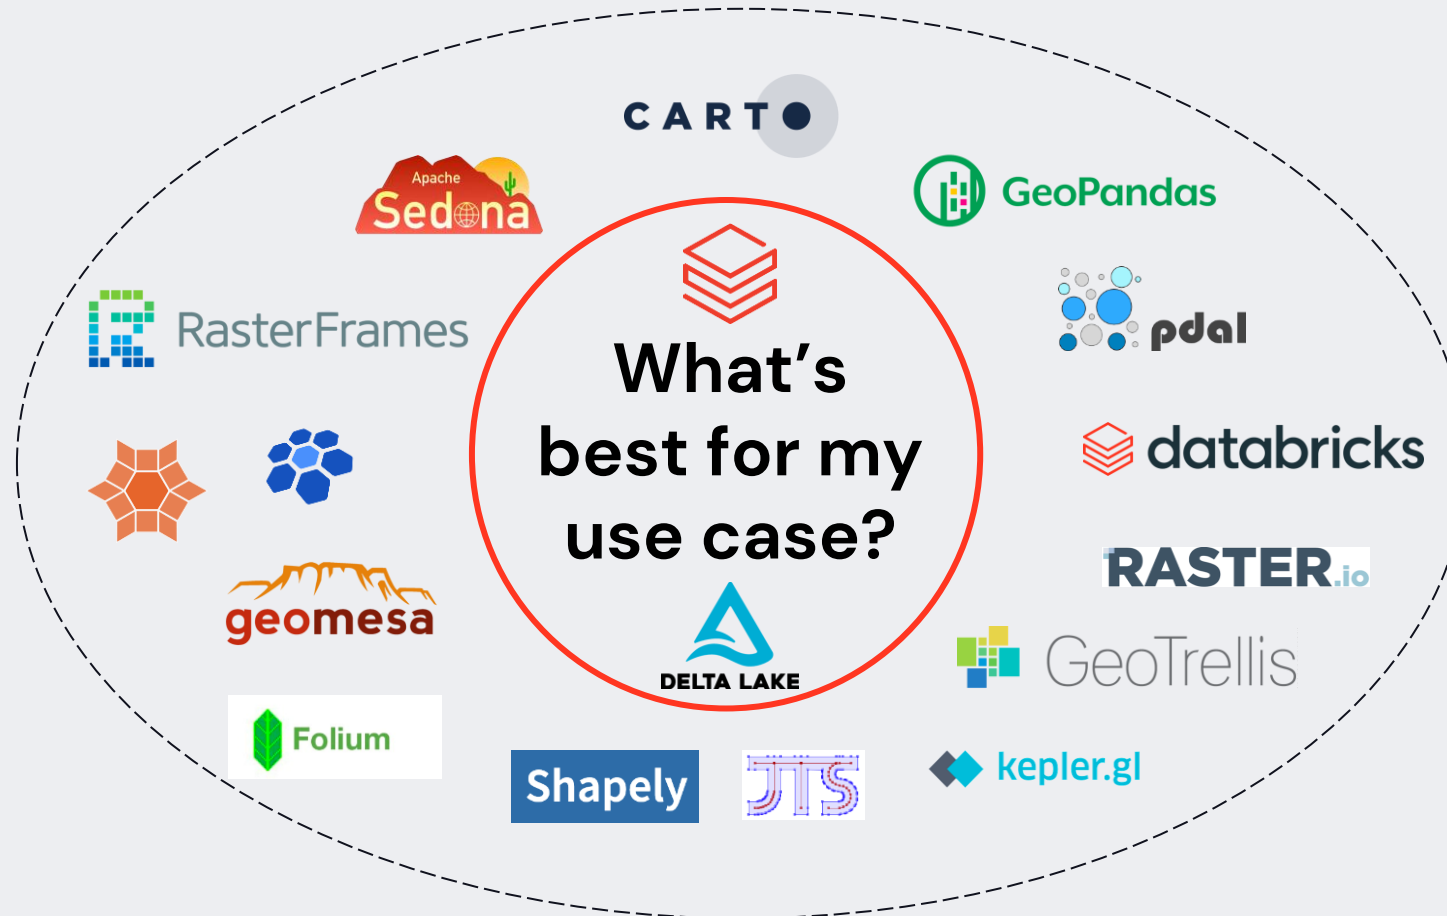 CARTO
Apache
Sedona
GeoPandas
RasterFrames
pdal
What’s
best for my
use case?
databricks
RASTER.io
geomesa
DELTA LAKE
GeoTrellis
Folium
Shapely
JTS
kepler.gl